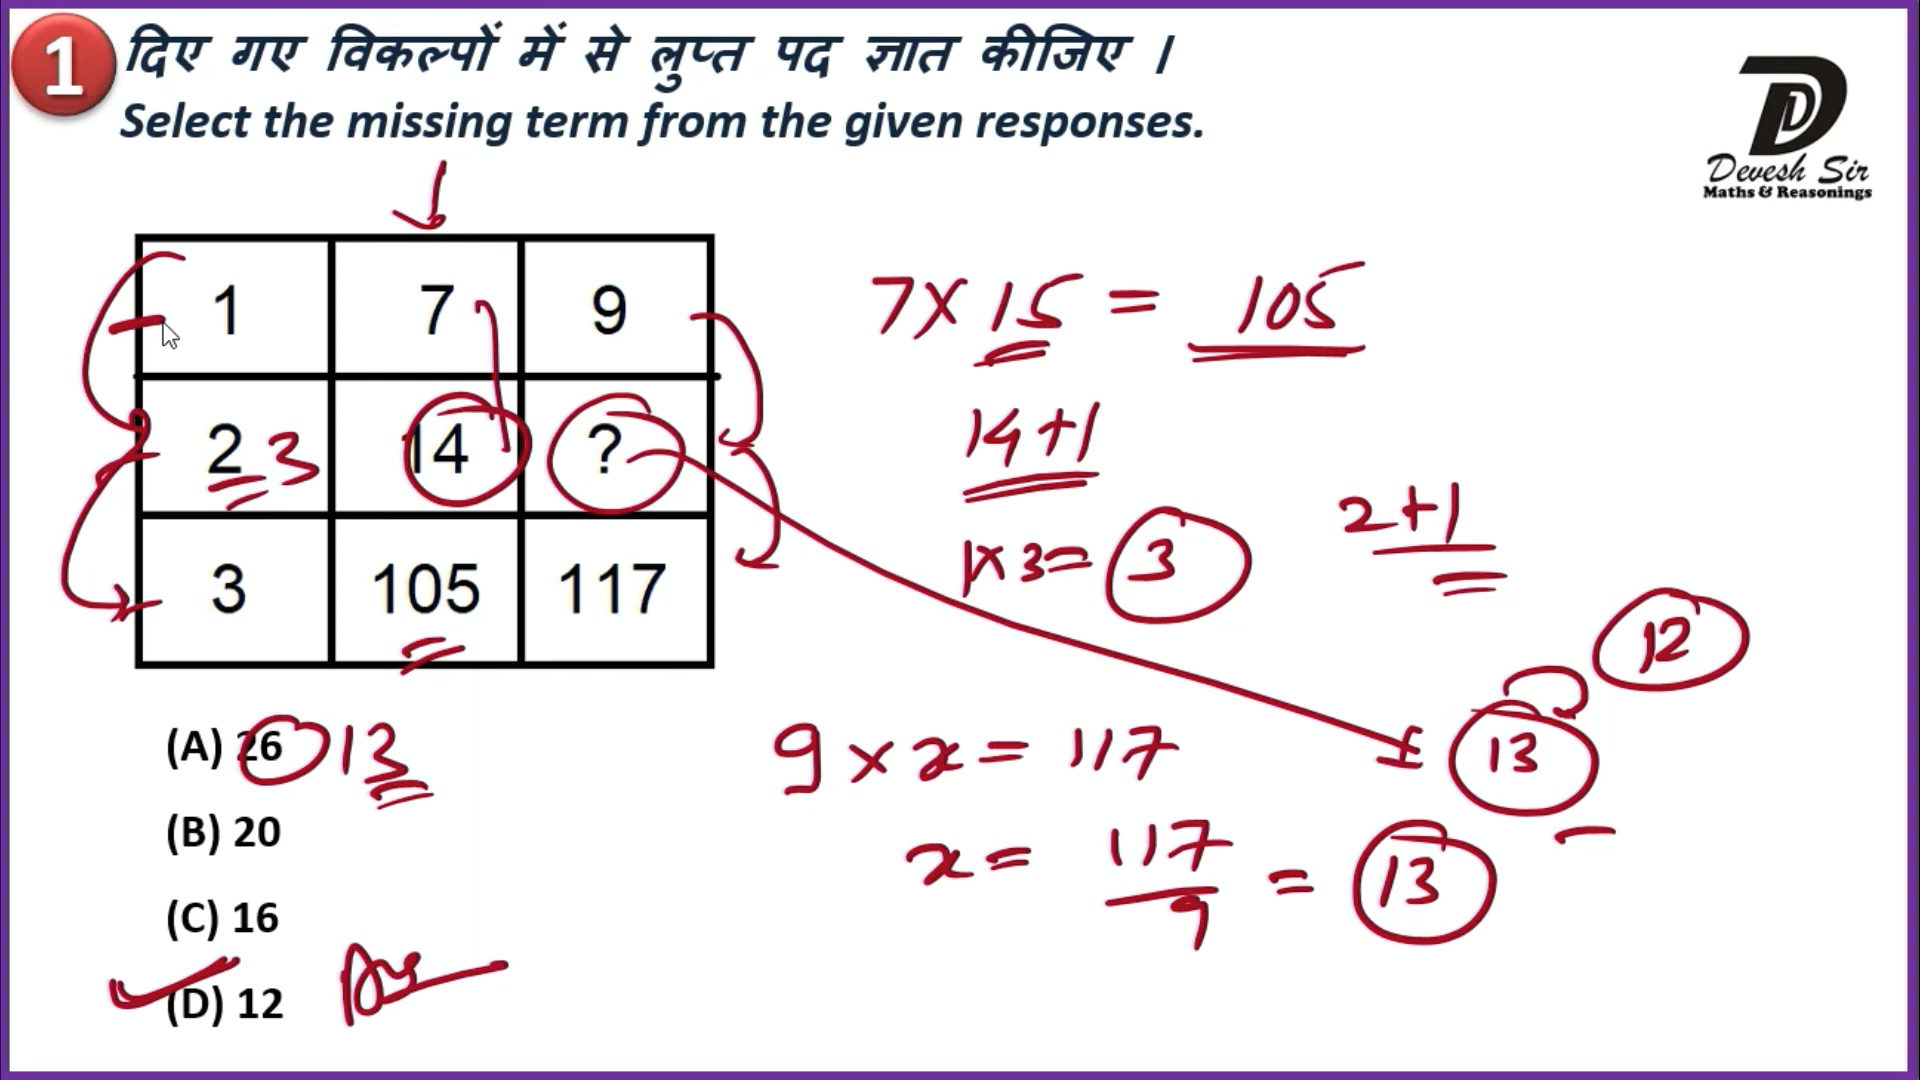 1
दिए गए विकल्पों में से लुप्त पद ज्ञात कीजिए ।
Select the missing term from the given responses.
D
Devesh Sir
Maths & Reasonings
1 7 9
2 3 14 ?
3 105 117
7 × 15 = 105
14 + 1
1 × 3 = 3
2 + 1
12
13
9 × x = 117
x = 117/9 = 13
(A) 26 13
(B) 20
(C) 16
(D) 12 Ans